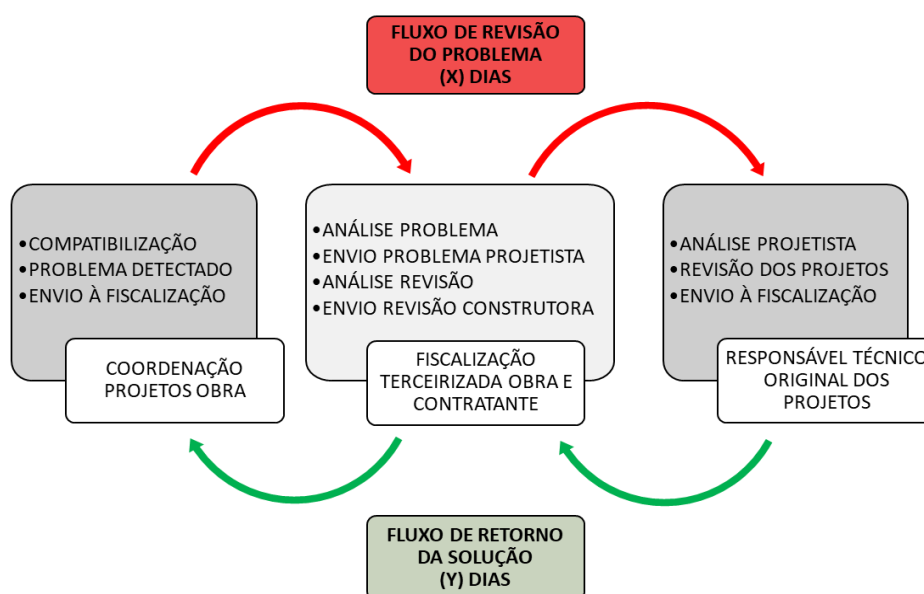 FLUXO DE REVISÃO
DO PROBLEMA
(X) DIAS
•COMPATIBILIZAÇÃO
•PROBLEMA DETECTADO
•ENVIO À FISCALIZAÇÃO
COORDENAÇÃO
PROJETOS OBRA
•ANÁLISE PROBLEMA
•ENVIO PROBLEMA PROJETISTA
•ANÁLISE REVISÃO
•ENVIO REVISÃO CONSTRUTORA
FISCALIZAÇÃO
TERCEIRIZADA OBRA E
CONTRATANTE
•ANÁLISE PROJETISTA
•REVISÃO DOS PROJETOS
•ENVIO À FISCALIZAÇÃO
RESPONSÁVEL TÉCNICO
ORIGINAL DOS
PROJETOS
FLUXO DE RETORNO
DA SOLUÇÃO
(Y) DIAS